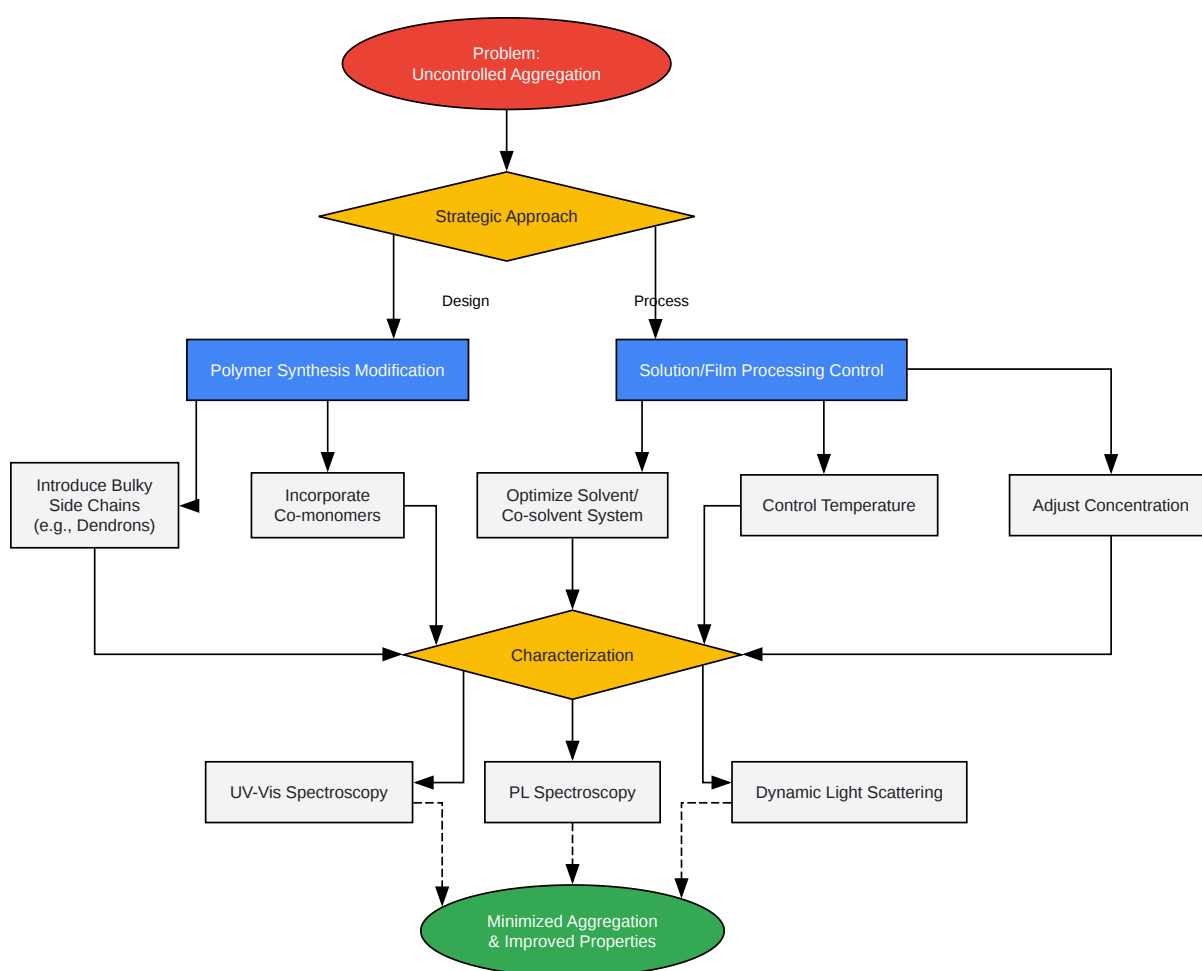 Problem:
Uncontrolled Aggregation
Strategic Approach
Design
Process
Polymer Synthesis Modification
Solution/Film Processing Control
Introduce Bulky
Side Chains
(e.g., Dendrons)
Incorporate
Co-monomers
Optimize Solvent/
Co-solvent System
Control Temperature
Adjust Concentration
Characterization
UV-Vis Spectroscopy
PL Spectroscopy
Dynamic Light Scattering
Minimized Aggregation
& Improved Properties